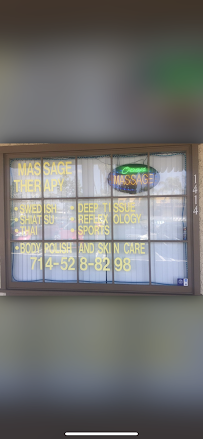 MASSAGE
THERAPY
Open
MASSAGE
• SWEDISH • DEEP TISSUE
• SHIATSU • REFLEXOLOGY
• THAI • SPORTS
• BODY POLISH AND SKIN CARE
714-528-8298
1414